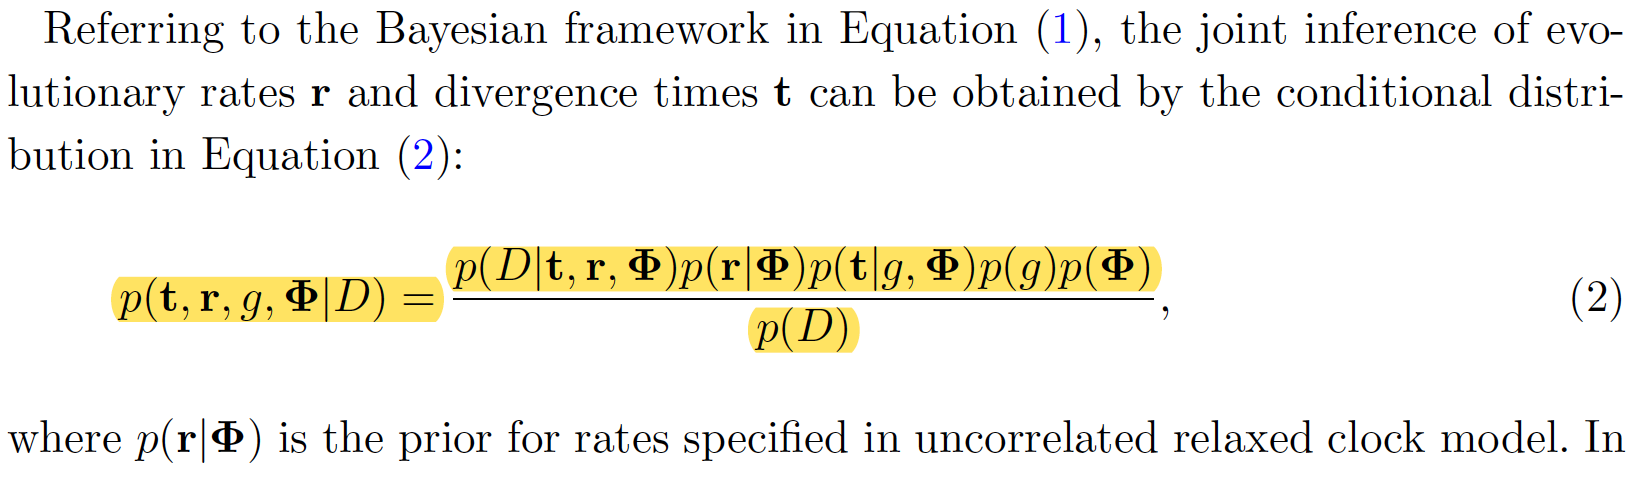 Referring to the Bayesian framework in Equation (1), the joint inference of evo-
lutionary rates r and divergence times t can be obtained by the conditional distri-
bution in Equation (2):
p(t, r, g, Φ|D) = p(D|t, r, Φ)p(r|Φ)p(t|g, Φ)p(g)p(Φ) / p(D), (2)
where p(r|Φ) is the prior for rates specified in uncorrelated relaxed clock model. In